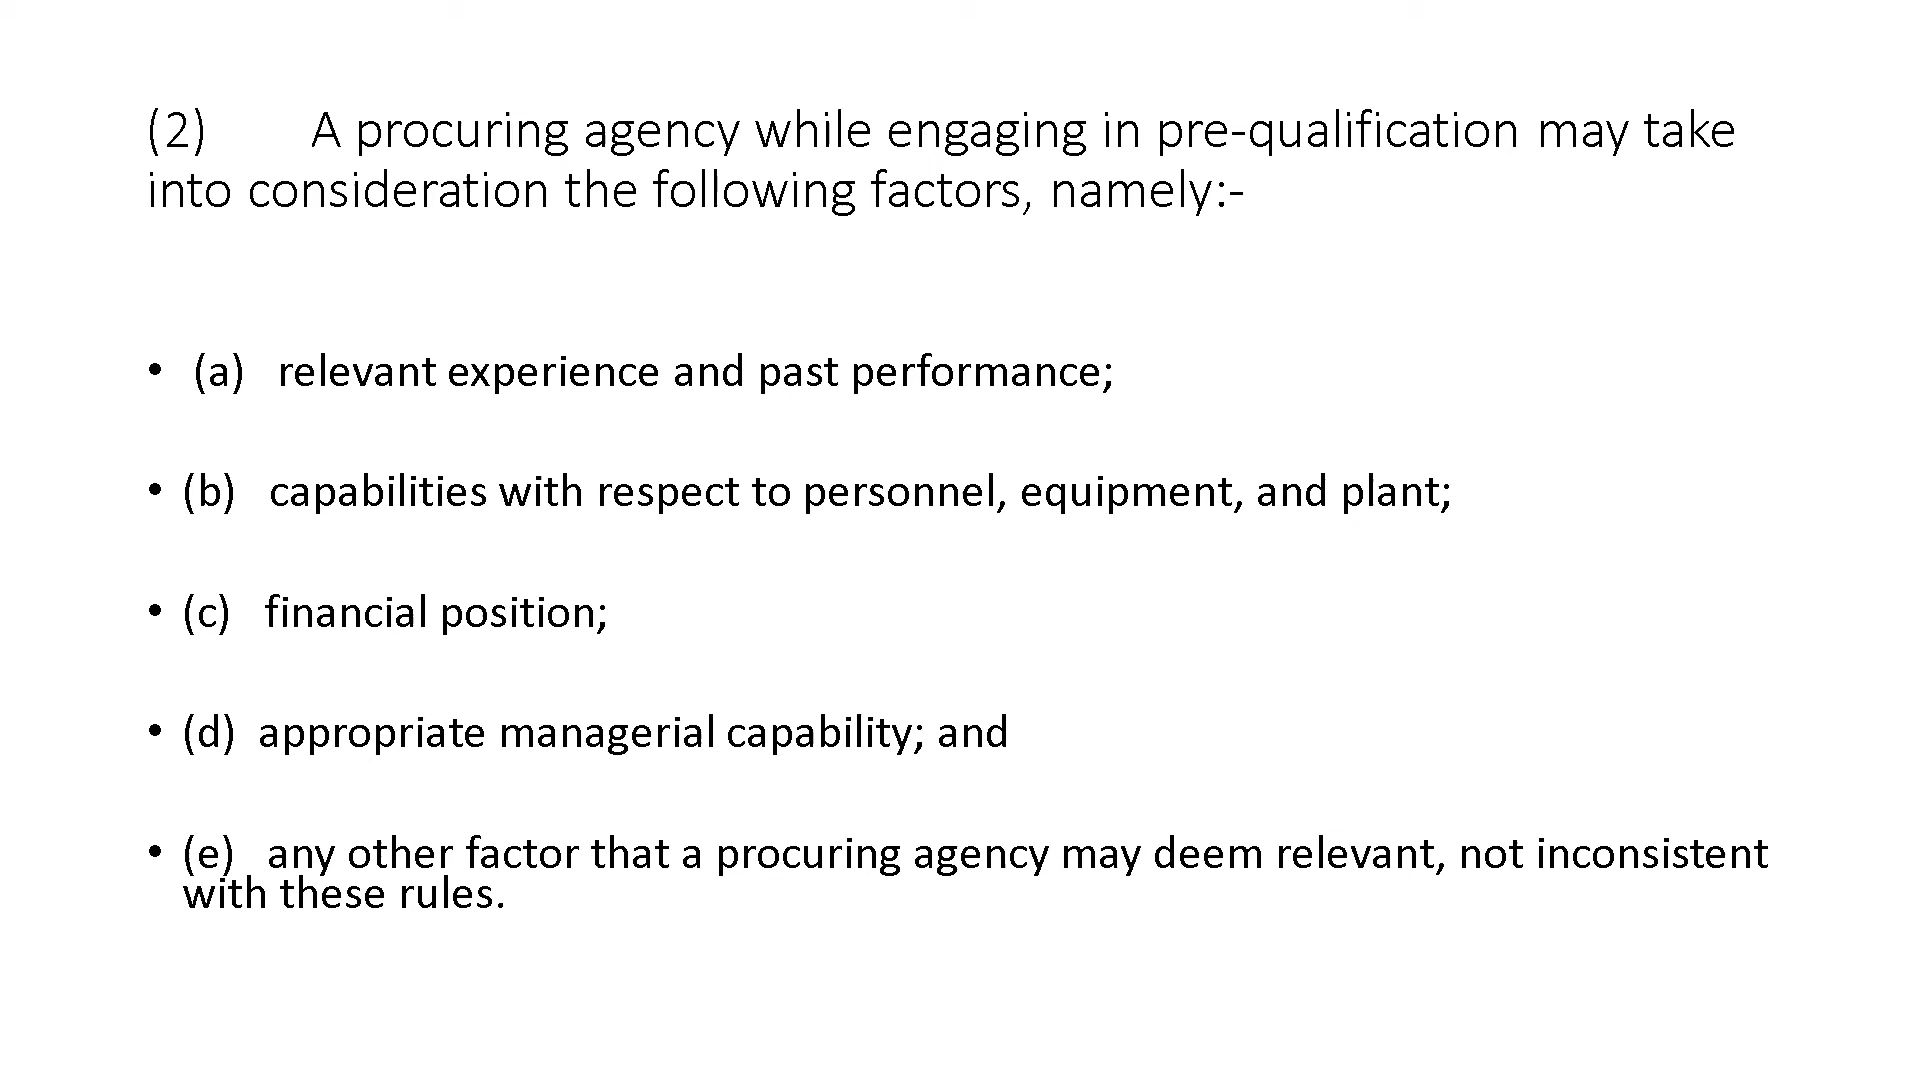 (2) A procuring agency while engaging in pre-qualification may take
into consideration the following factors, namely:-
• (a) relevant experience and past performance;
• (b) capabilities with respect to personnel, equipment, and plant;
• (c) financial position;
• (d) appropriate managerial capability; and
• (e) any other factor that a procuring agency may deem relevant, not inconsistent
with these rules.